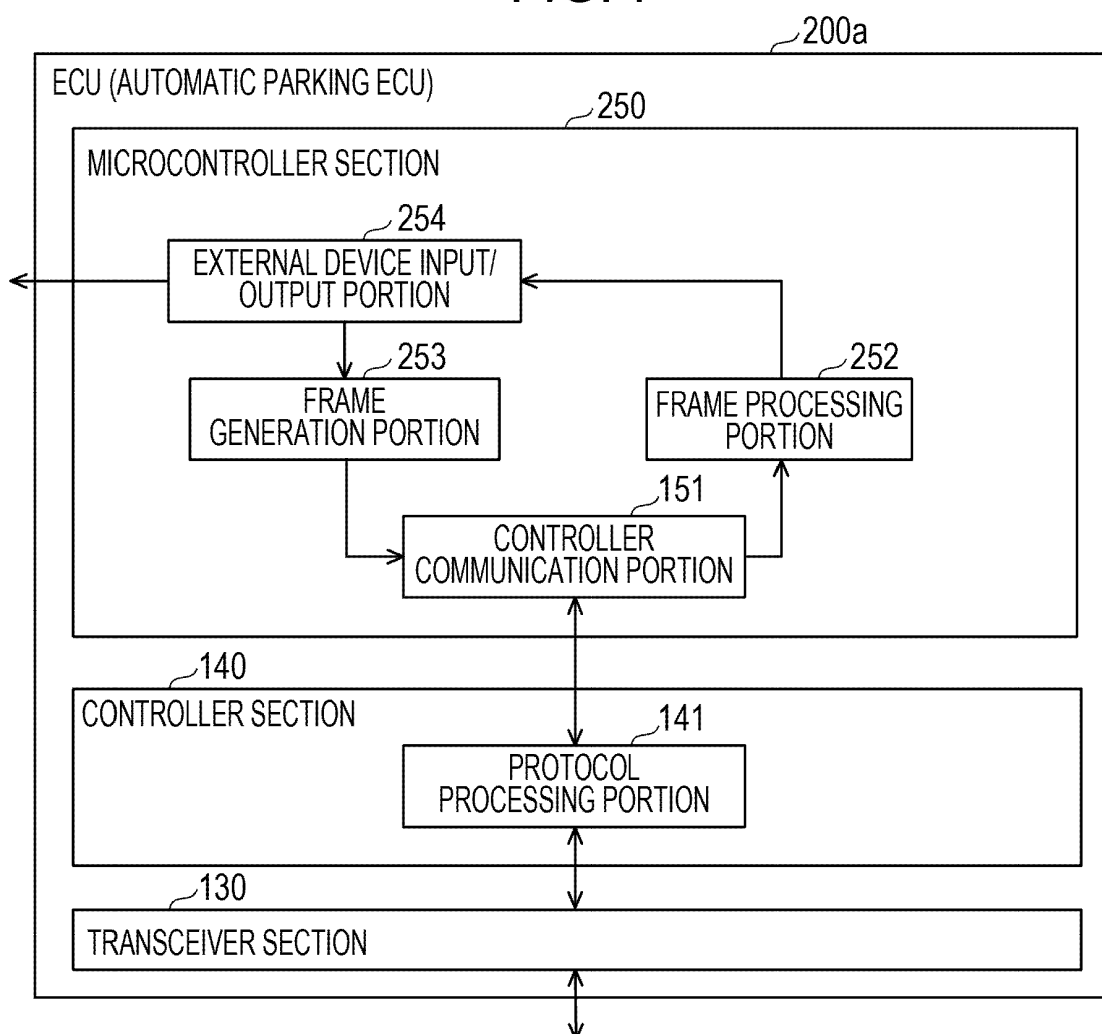 200a
ECU (AUTOMATIC PARKING ECU)
250
MICROCONTROLLER SECTION
254
EXTERNAL DEVICE INPUT/
OUTPUT PORTION
253
FRAME
GENERATION PORTION
252
FRAME PROCESSING
PORTION
151
CONTROLLER
COMMUNICATION PORTION
140
CONTROLLER SECTION
141
PROTOCOL
PROCESSING PORTION
130
TRANSCEIVER SECTION